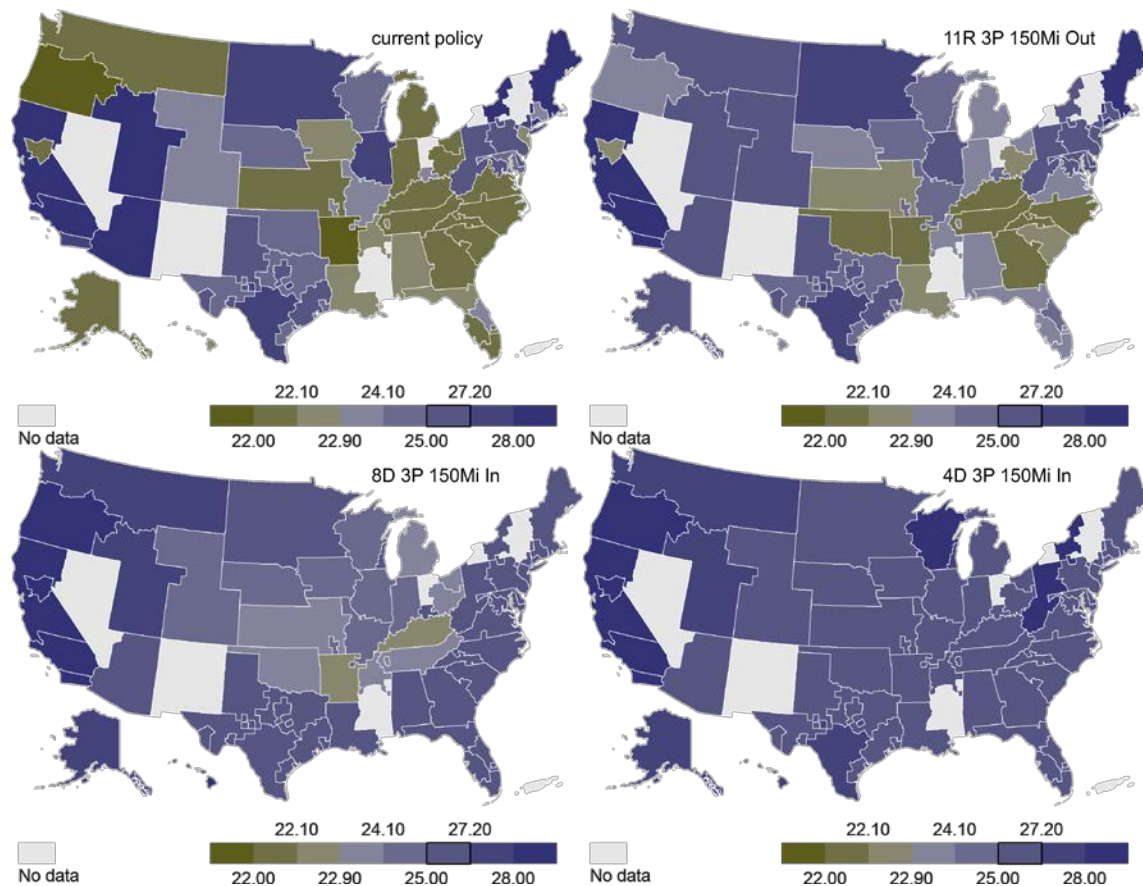 current policy
11R 3P 150Mi Out
22.10 24.10 27.20
No data
22.00 22.90 25.00 28.00
22.10 24.10 27.20
No data
22.00 22.90 25.00 28.00
8D 3P 150Mi In
4D 3P 150Mi In
22.10 24.10 27.20
No data
22.00 22.90 25.00 28.00
22.10 24.10 27.20
No data
22.00 22.90 25.00 28.00